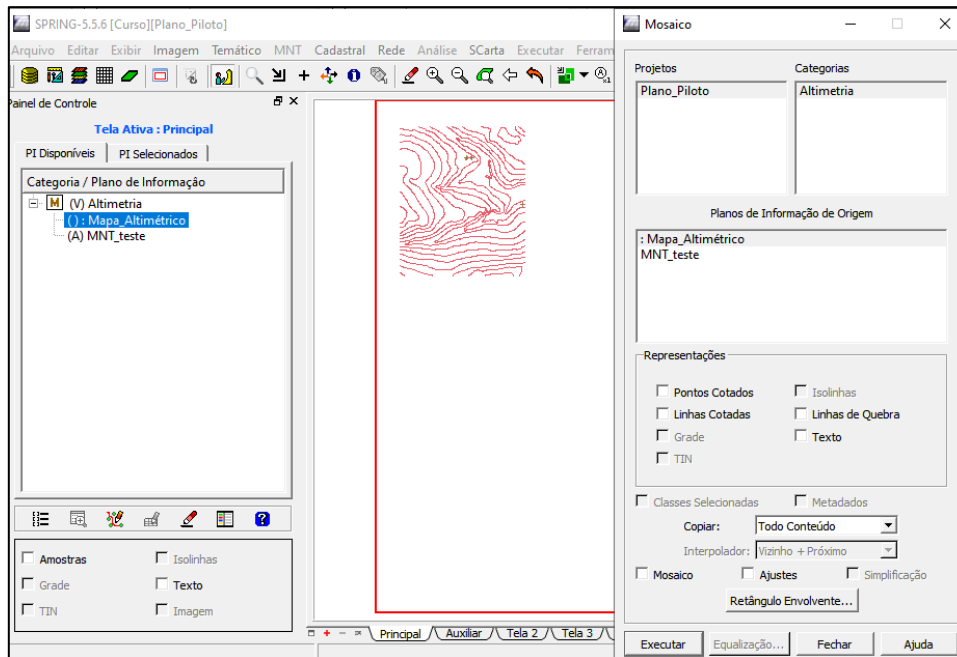 SPRING-5.5.6 [Curso][Plano_Piloto]
Arquivo Editar Exibir Imagem Temático MNT Cadastral Rede Análise SCarta Executar Ferram
Painel de Controle
Tela Ativa : Principal
PI Disponíveis PI Selecionados
Categoria / Plano de Informação
M (V) Altimetria
( ) : Mapa_Altimétrico
(A) MNT_teste
Amostras Isolinhas
Grade Texto
TIN Imagem
Principal Auxiliar Tela 2 Tela 3
Mosaico
Projetos Categorias
Plano_Piloto Altimetria
Planos de Informação de Origem
: Mapa_Altimétrico
MNT_teste
Representações
Pontos Cotados Isolinhas
Linhas Cotadas Linhas de Quebra
Grade Texto
TIN
Classes Selecionadas Metadados
Copiar: Todo Conteúdo
Interpolador: Vizinho + Próximo
Mosaico Ajustes Simplificação
Retângulo Envolvente...
Executar Equalização... Fechar Ajuda